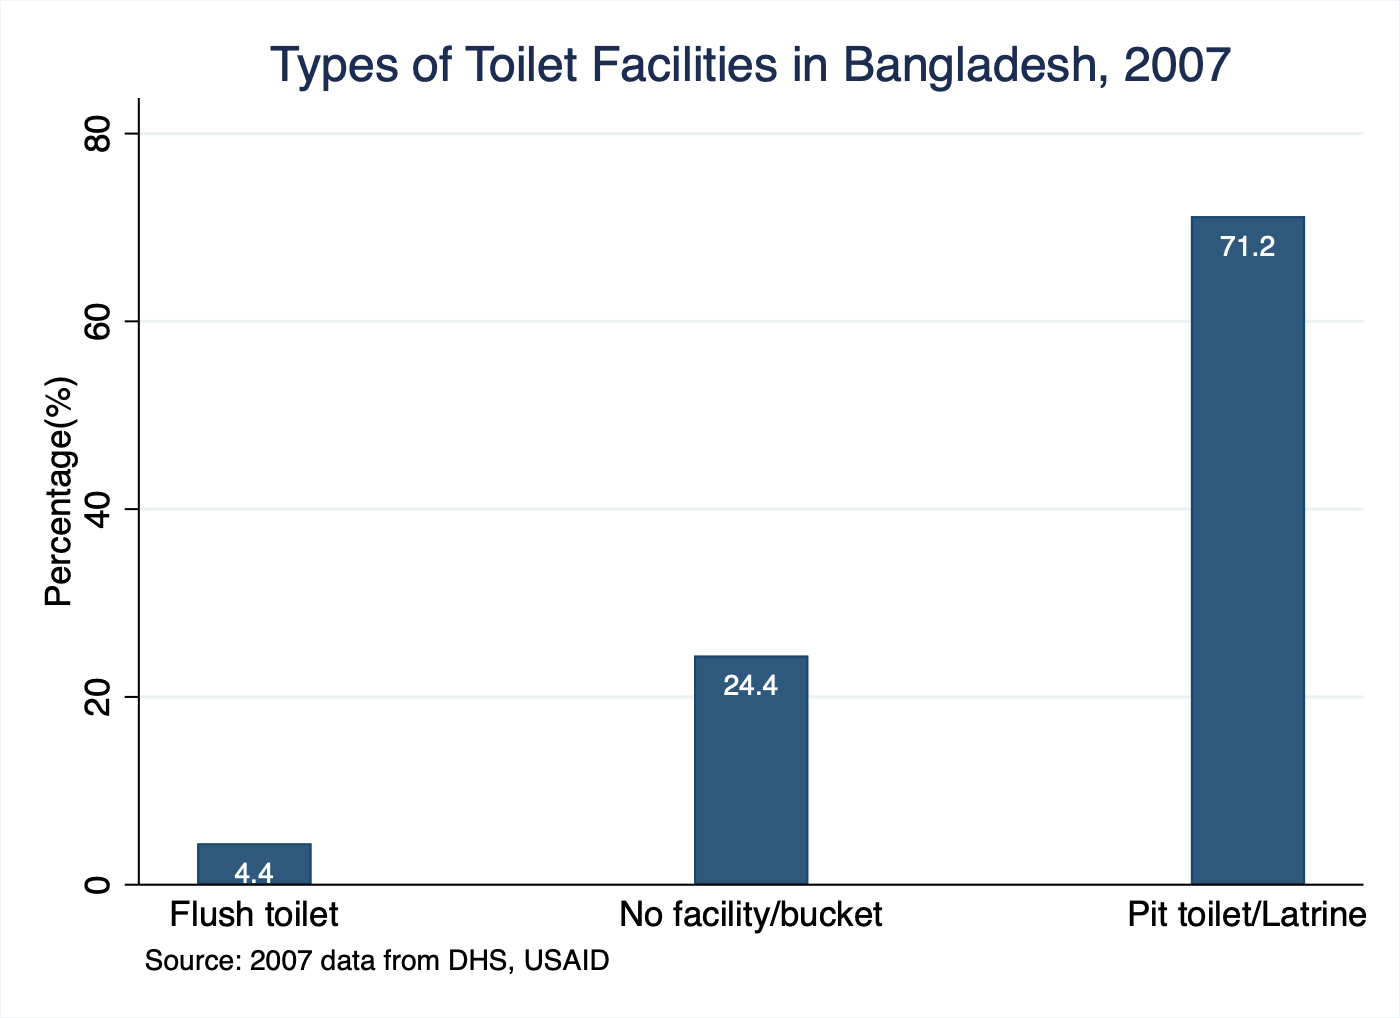 Types of Toilet Facilities in Bangladesh, 2007
Percentage(%)
80
60
40
20
0
71.2
24.4
4.4
Flush toilet No facility/bucket Pit toilet/Latrine
Source: 2007 data from DHS, USAID